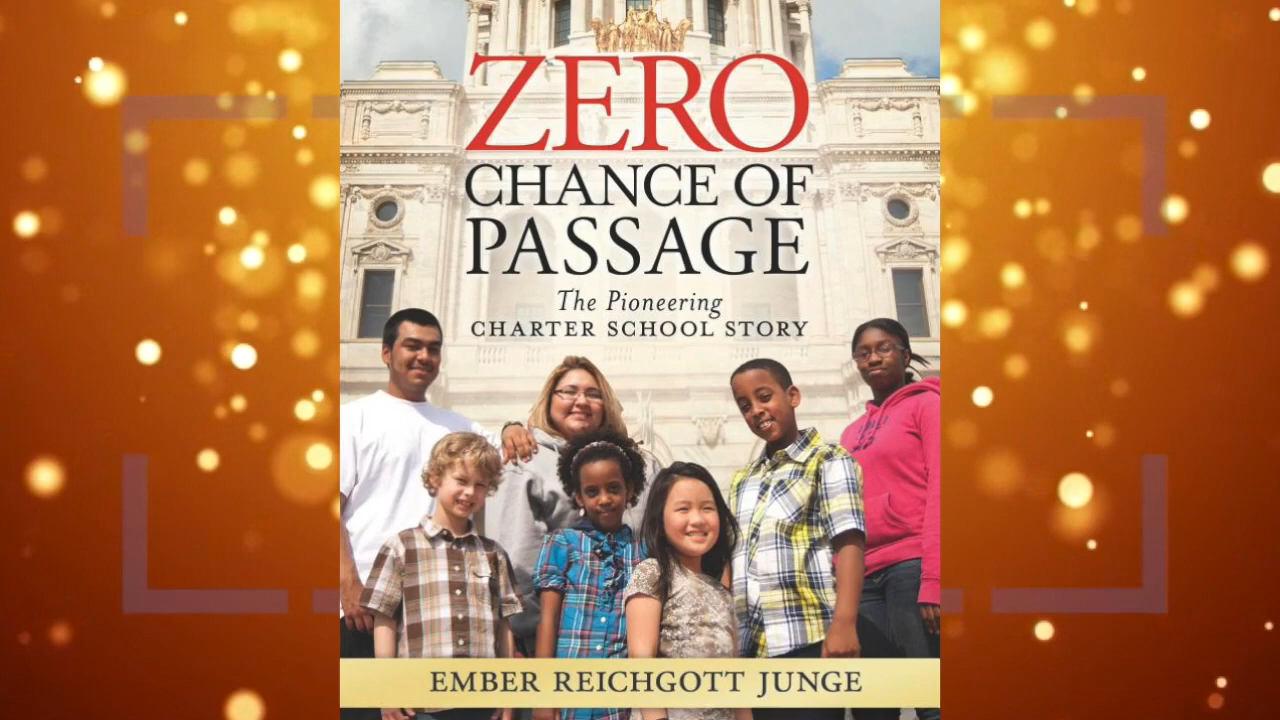 ZERO
CHANCE OF
PASSAGE
The Pioneering
CHARTER SCHOOL STORY
EMBER REICHGOTT JUNGE